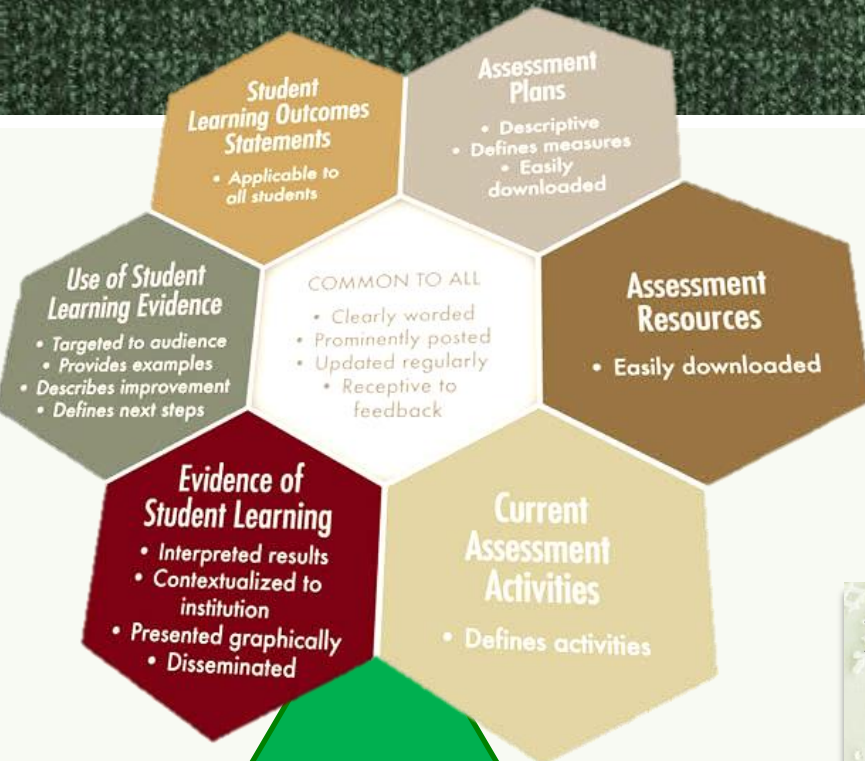 Student
Learning Outcomes
Statements
• Applicable to
all students
Assessment
Plans
• Descriptive
• Defines measures
• Easily
downloaded
Use of Student
Learning Evidence
• Targeted to audience
• Provides examples
• Describes improvement
• Defines next steps
COMMON TO ALL
• Clearly worded
• Prominently posted
• Updated regularly
• Receptive to
feedback
Assessment
Resources
• Easily downloaded
Evidence of
Student Learning
• Interpreted results
• Contextualized to
institution
• Presented graphically
• Disseminated
Current
Assessment
Activities
• Defines activities